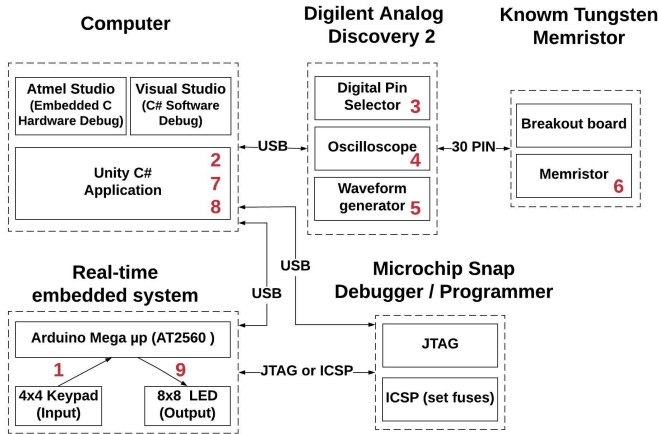 Computer
Digilent Analog
Discovery 2
Knowm Tungsten
Memristor
Atmel Studio
(Embedded C
Hardware Debug)
Visual Studio
(C# Software
Debug)
Unity C#
Application
2
7
8
USB
Digital Pin
Selector
3
Oscilloscope
4
Waveform
generator
5
30 PIN
Breakout board
Memristor
6
USB
USB
Real-time
embedded system
Arduino Mega µp (AT2560 )
1
9
4x4 Keypad
(Input)
8x8 LED
(Output)
JTAG or ICSP
Microchip Snap
Debugger / Programmer
JTAG
ICSP (set fuses)